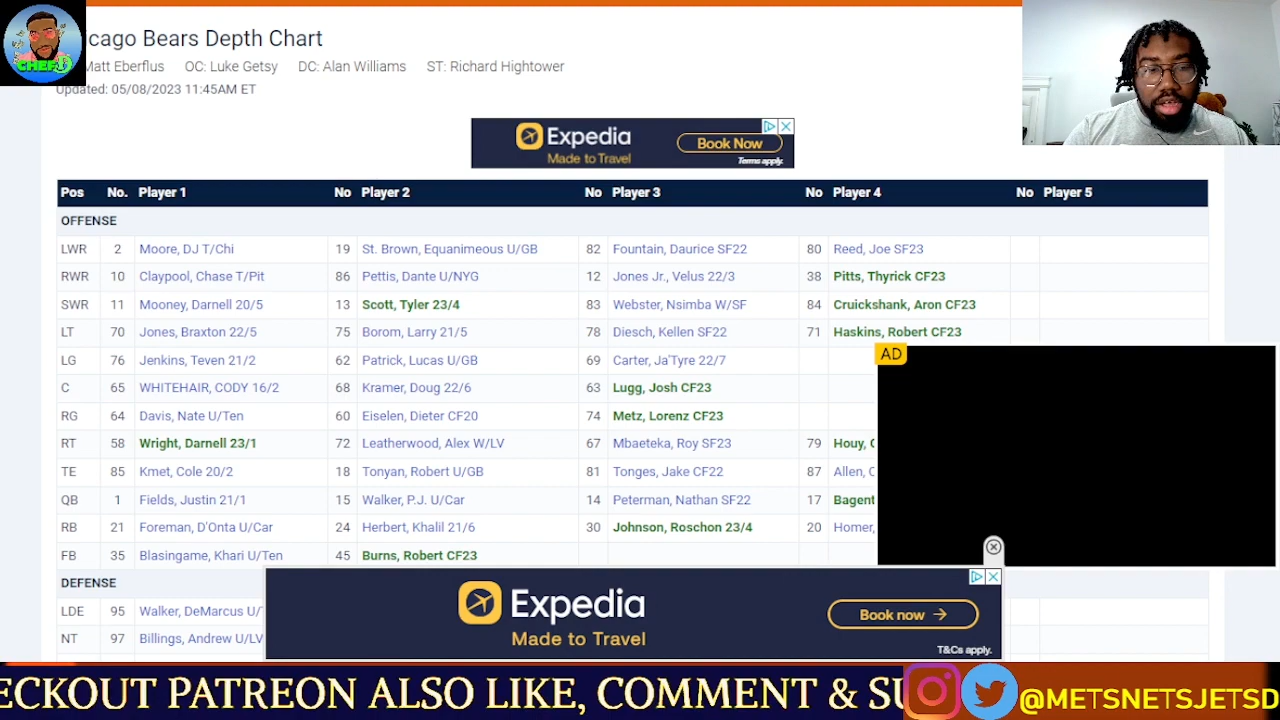 CHEF
cago Bears Depth Chart
Matt Eberflus OC: Luke Getsy DC: Alan Williams ST: Richard Hightower
Updated: 05/08/2023 11:45AM ET
Expedia
Made to Travel
Book Now
Terms apply.
Pos No. Player 1 No Player 2 No Player 3 No Player 4 No Player 5
OFFENSE
LWR 2 Moore, DJ T/Chi 19 St. Brown, Equanimeous U/GB 82 Fountain, Daurice SF22 80 Reed, Joe SF23
RWR 10 Claypool, Chase T/Pit 86 Pettis, Dante U/NYG 12 Jones Jr., Velus 22/3 38 Pitts, Thyrick CF23
SWR 11 Mooney, Darnell 20/5 13 Scott, Tyler 23/4 83 Webster, Nsimba W/SF 84 Cruickshank, Aron CF23
LT 70 Jones, Braxton 22/5 75 Borom, Larry 21/5 78 Diesch, Kellen SF22 71 Haskins, Robert CF23
LG 76 Jenkins, Teven 21/2 62 Patrick, Lucas U/GB 69 Carter, Ja'Tyre 22/7
C 65 WHITEHAIR, CODY 16/2 68 Kramer, Doug 22/6 63 Lugg, Josh CF23
RG 64 Davis, Nate U/Ten 60 Eiselen, Dieter CF20 74 Metz, Lorenz CF23
RT 58 Wright, Darnell 23/1 72 Leatherwood, Alex W/LV 67 Mbaeteka, Roy SF23 79 Houy,
TE 85 Kmet, Cole 20/2 18 Tonyan, Robert U/GB 81 Tonges, Jake CF22 87 Allen,
QB 1 Fields, Justin 21/1 15 Walker, P.J. U/Car 14 Peterman, Nathan SF22 17 Bagent
RB 21 Foreman, D'Onta U/Car 24 Herbert, Khalil 21/6 30 Johnson, Roschon 23/4 20 Homer,
FB 35 Blasingame, Khari U/Ten 45 Burns, Robert CF23
AD
DEFENSE
LDE 95 Walker, DeMarcus U/
NT 97 Billings, Andrew U/LV
Expedia
Made to Travel
Book now
T&Cs apply.
ECKOUT PATREON ALSO LIKE, COMMENT & SU
@METSNETSJETSD